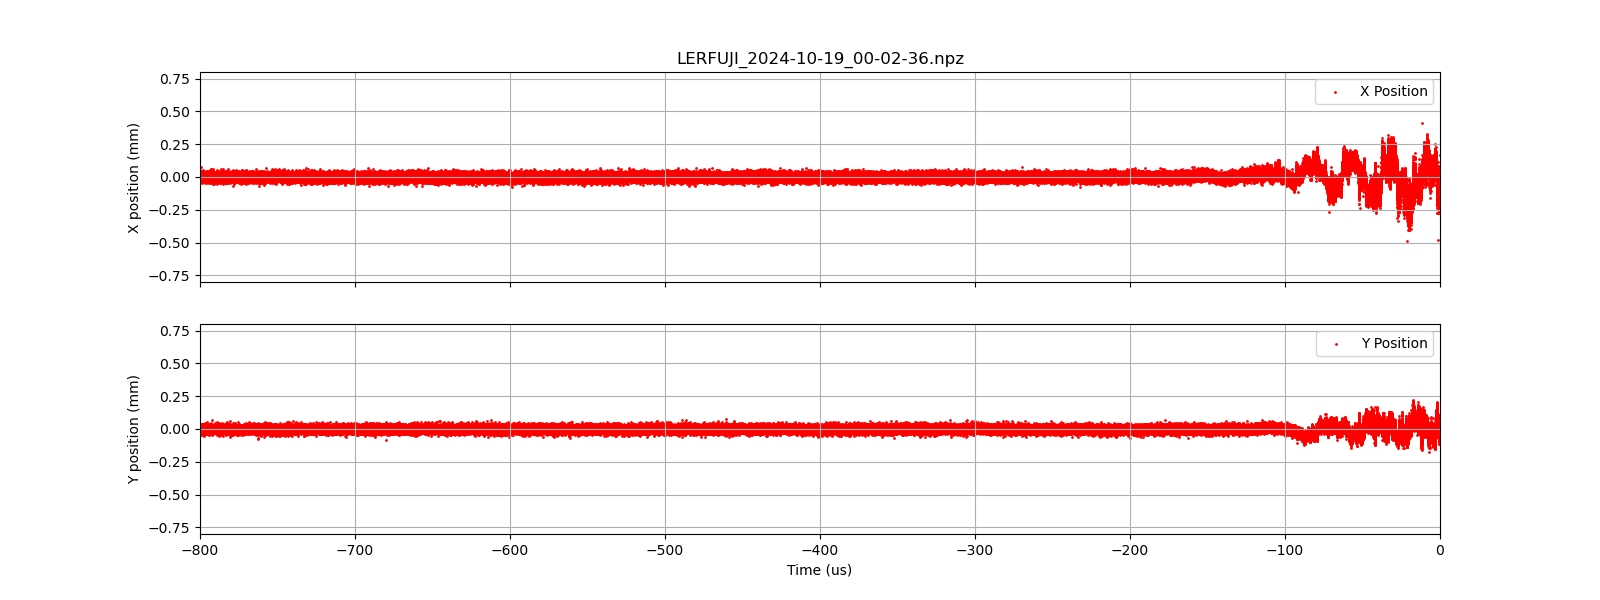 LERFUJI_2024-10-19_00-02-36.npz
X position (mm)
0.75
0.50
0.25
0.00
−0.25
−0.50
−0.75
X Position
Y position (mm)
0.75
0.50
0.25
0.00
−0.25
−0.50
−0.75
Y Position
−800 −700 −600 −500 −400 −300 −200 −100 0
Time (us)